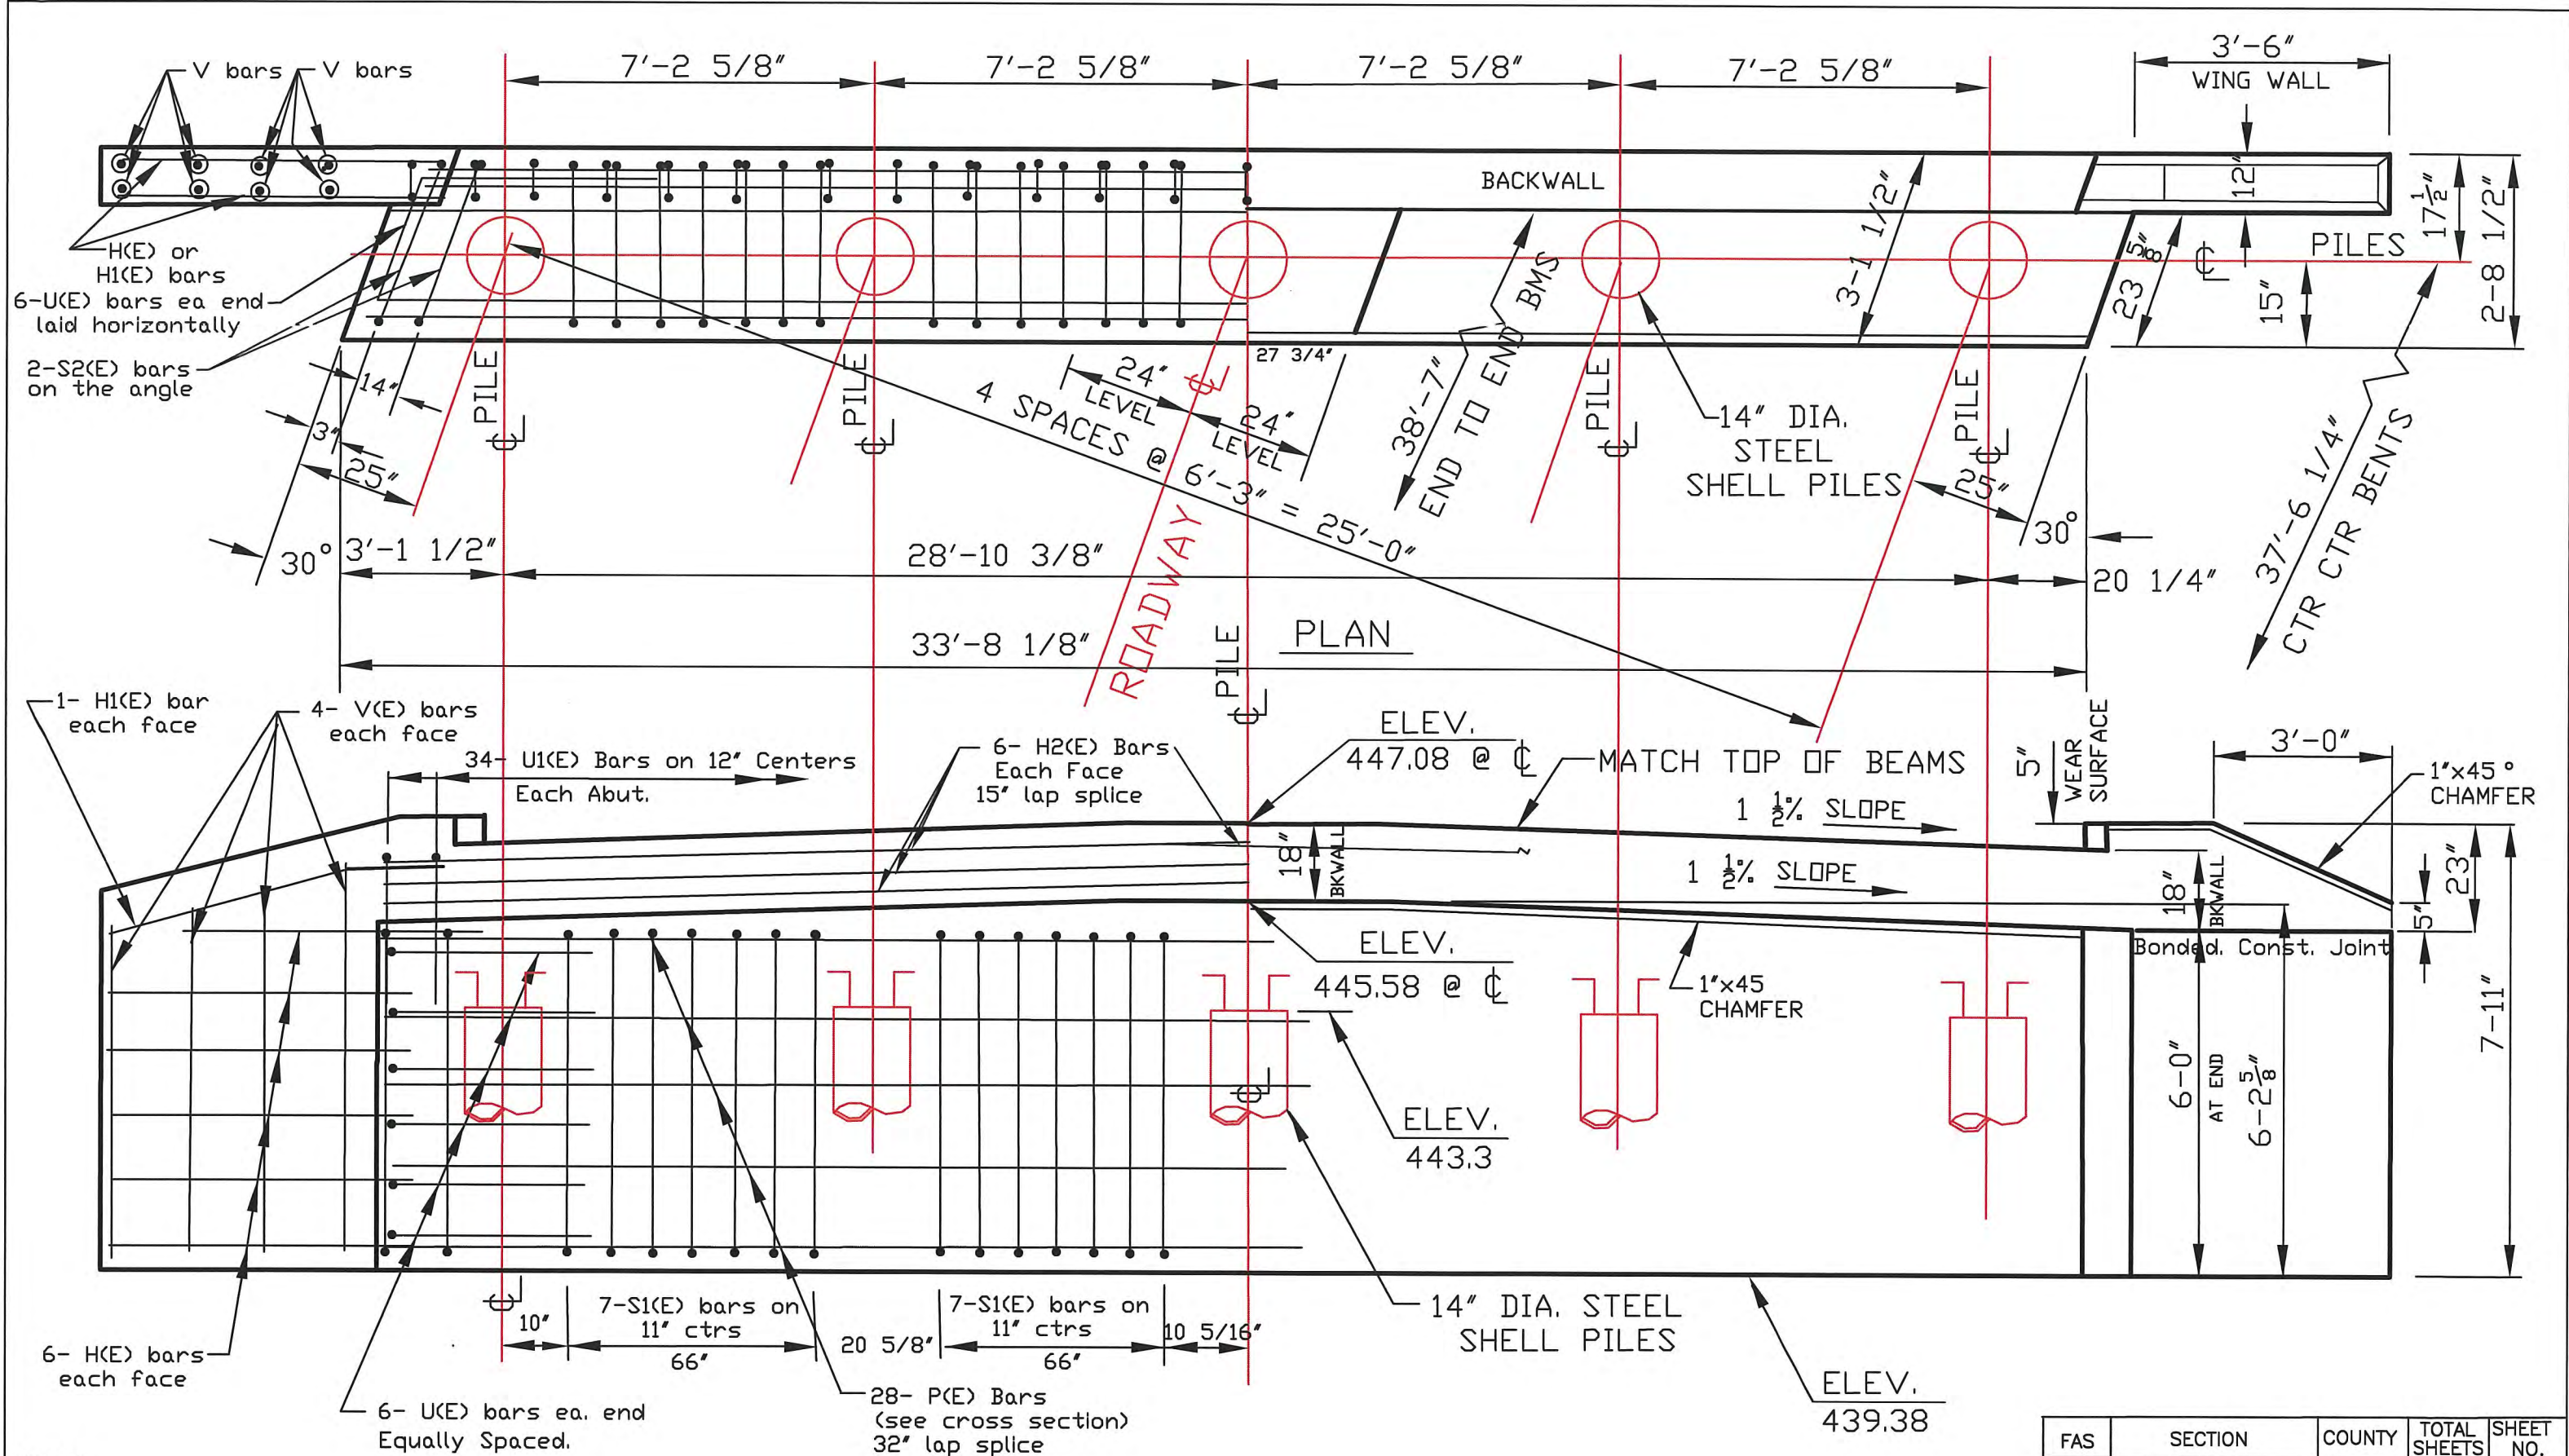 V bars
V bars
7'-2 5/8"
7'-2 5/8"
7'-2 5/8"
7'-2 5/8"
3'-6"
WING WALL
BACKWALL
12"
17 1/2"
2-8 1/2"
3-1 1/2"
23 5/8"
℄
PILES
15"
H(E) or
H1(E) bars
6-U(E) bars ea end
laid horizontally
2-S2(E) bars
on the angle
14"
3"
25"
30°
PILE
℄
PILE
℄
27 3/4"
24"
LEVEL
℄
24"
LEVEL
4 SPACES @ 6'-3" = 25'-0"
ROADWAY
38'-7"
END TO END BMS
PILE
℄
14" DIA.
STEEL
SHELL PILES
PILE
℄
25"
30°
37'-6 1/4"
CTR CTR BENTS
3'-1 1/2"
28'-10 3/8"
20 1/4"
33'-8 1/8"
PLAN
PILE
℄
1- H1(E) bar
each face
4- V(E) bars
each face
34- U1(E) Bars on 12" Centers
Each Abut.
6- H2(E) Bars
Each Face
15" lap splice
ELEV.
447.08 @ ℄
MATCH TOP OF BEAMS
1 1/2% SLOPE
5"
WEAR
SURFACE
3'-0"
1"x45 °
CHAMFER
18"
BKWALL
1 1/2% SLOPE
18"
BKWALL
23"
5"
7-11"
Bonded. Const. Joint
ELEV.
445.58 @ ℄
1"x45
CHAMFER
℄
ELEV.
443.3
6-0"
AT END
6-2 5/8"
℄
10"
7-S1(E) bars on
11" ctrs
66"
20 5/8"
7-S1(E) bars on
11" ctrs
66"
10 5/16"
14" DIA. STEEL
SHELL PILES
6- H(E) bars
each face
6- U(E) bars ea. end
Equally Spaced.
28- P(E) Bars
(see cross section)
32" lap splice
ELEV.
439.38
FAS
SECTION
COUNTY
TOTAL
SHEETS
SHEET
NO.